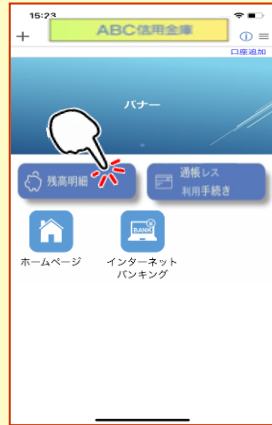 15:23
ABC信用金庫
口座追加
バナー
残高明細
通帳レス
利用手続き
BANK
ホームページ
インターネット
バンキング